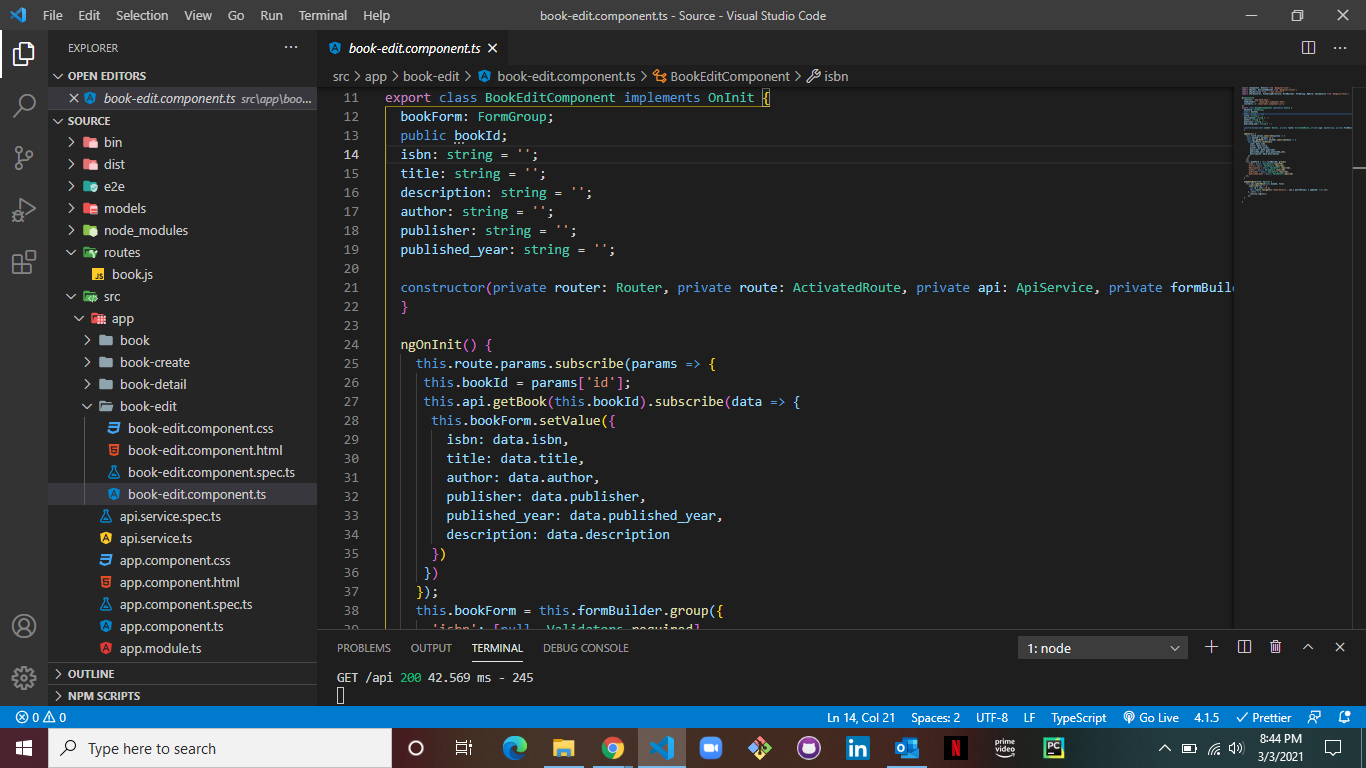 File Edit Selection View Go Run Terminal Help
book-edit.component.ts - Source - Visual Studio Code
EXPLORER
OPEN EDITORS
book-edit.component.ts src\app\boo...
SOURCE
bin
dist
e2e
models
node_modules
routes
JS book.js
src
app
book
book-create
book-detail
book-edit
book-edit.component.css
book-edit.component.html
book-edit.component.spec.ts
book-edit.component.ts
api.service.spec.ts
api.service.ts
app.component.css
app.component.html
app.component.spec.ts
app.component.ts
app.module.ts
OUTLINE
NPM SCRIPTS
book-edit.component.ts
src > app > book-edit > book-edit.component.ts > BookEditComponent > isbn
11 export class BookEditComponent implements OnInit {
12 bookForm: FormGroup;
13 public bookId;
14 isbn: string = '';
15 title: string = '';
16 description: string = '';
17 author: string = '';
18 publisher: string = '';
19 published_year: string = '';
20
21 constructor(private router: Router, private route: ActivatedRoute, private api: ApiService, private formBuil
22 }
23
24 ngOnInit() {
25 this.route.params.subscribe(params => {
26 this.bookId = params['id'];
27 this.api.getBook(this.bookId).subscribe(data => {
28 this.bookForm.setValue({
29 isbn: data.isbn,
30 title: data.title,
31 author: data.author,
32 publisher: data.publisher,
33 published_year: data.published_year,
34 description: data.description
35 })
36 })
37 });
38 this.bookForm = this.formBuilder.group({
39 'isbn': [null, Validators.required],
PROBLEMS OUTPUT TERMINAL DEBUG CONSOLE
1: node
GET /api 200 42.569 ms - 245
0 0
Ln 14, Col 21 Spaces: 2 UTF-8 LF TypeScript Go Live 4.1.5 Prettier
Type here to search
in
N
prime video
PC
8:44 PM
3/3/2021